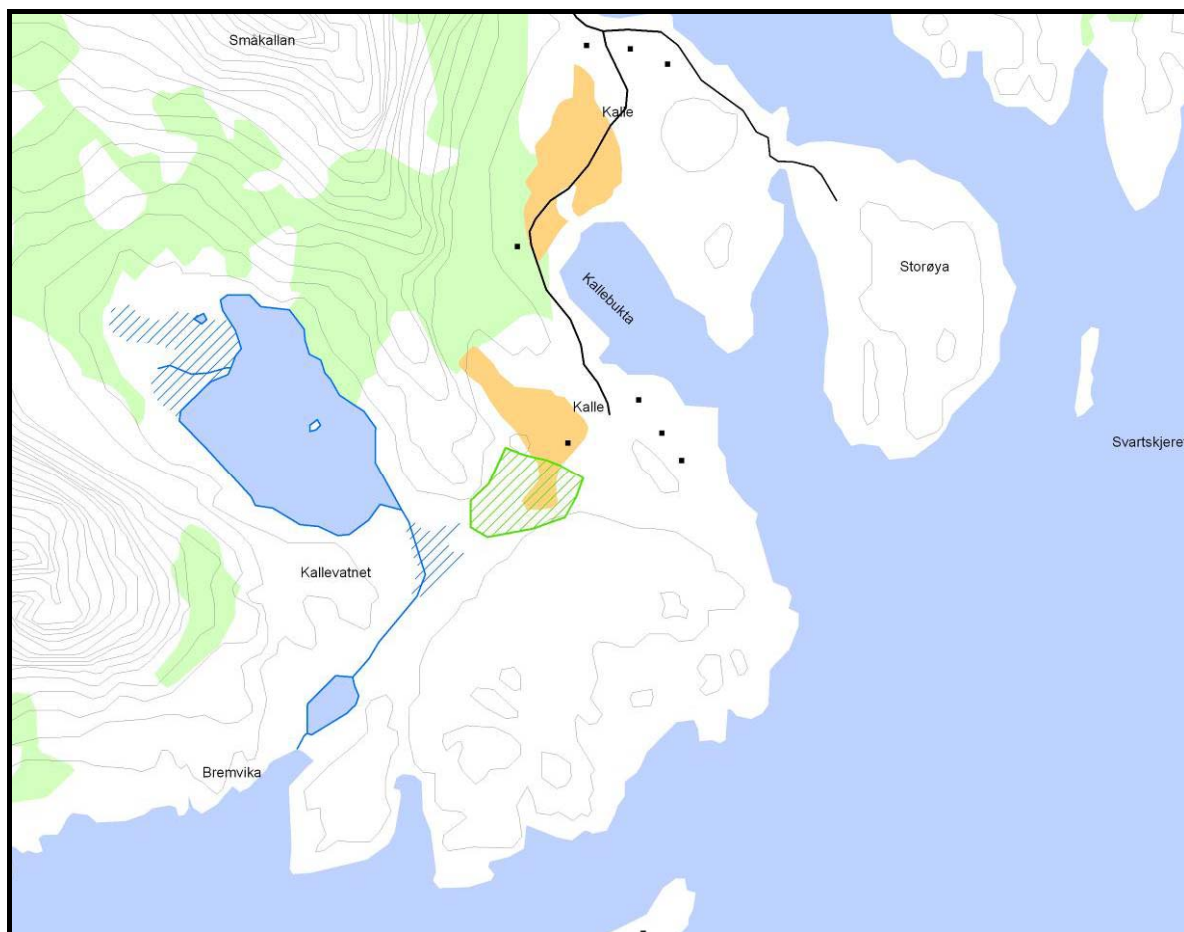 Småkallan
Kalle
Storøya
Kallebukta
Kalle
Svartskjeret
Kallevatnet
Bremvika